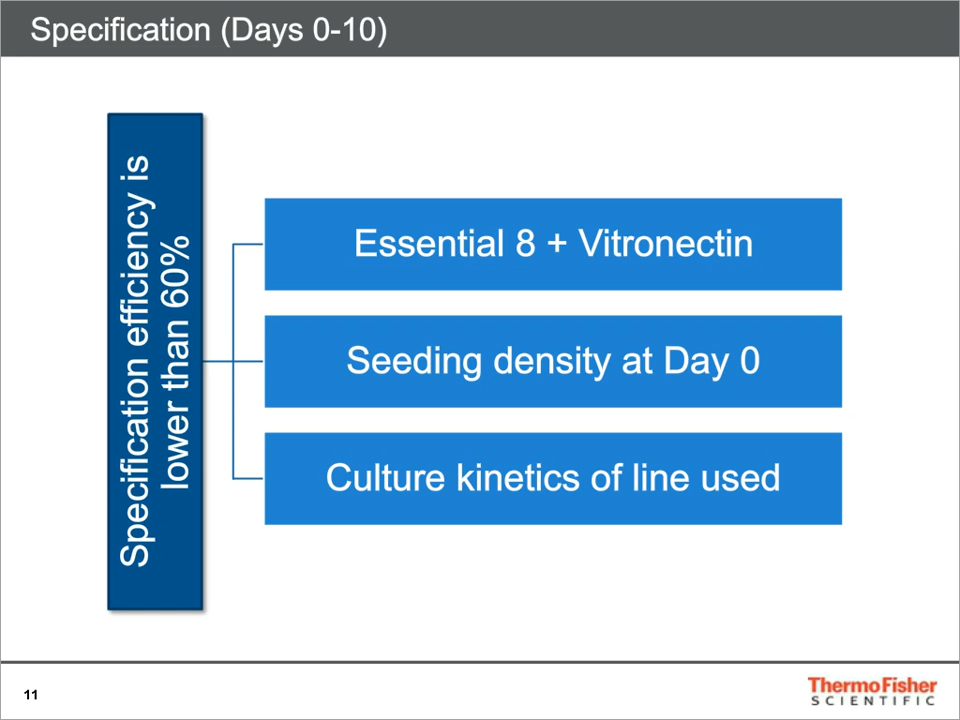 Specification (Days 0-10)
Specification efficiency is
lower than 60%
Essential 8 + Vitronectin
Seeding density at Day 0
Culture kinetics of line used
11
ThermoFisher
SCIENTIFIC